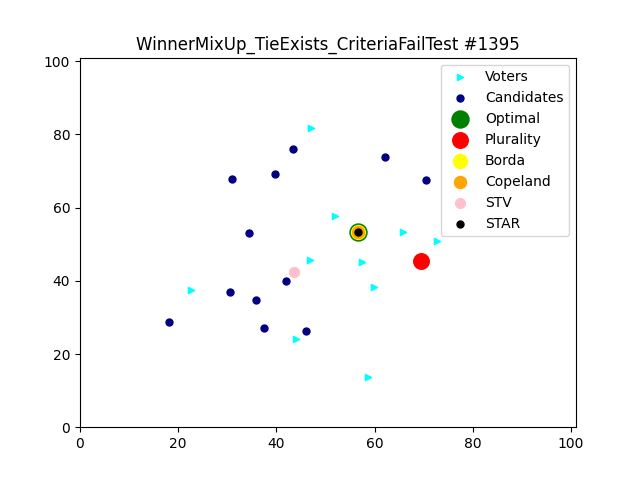 WinnerMixUp_TieExists_CriteriaFailTest #1395
100
80
60
40
20
0
0
20
40
60
80
100
Voters
Candidates
Optimal
Plurality
Borda
Copeland
STV
STAR